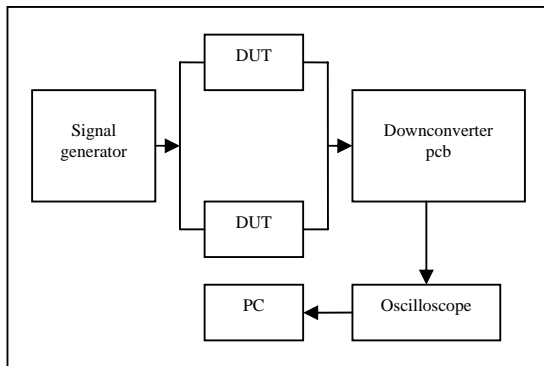 DUT
Signal
generator
Downconverter
pcb
DUT
PC
Oscilloscope